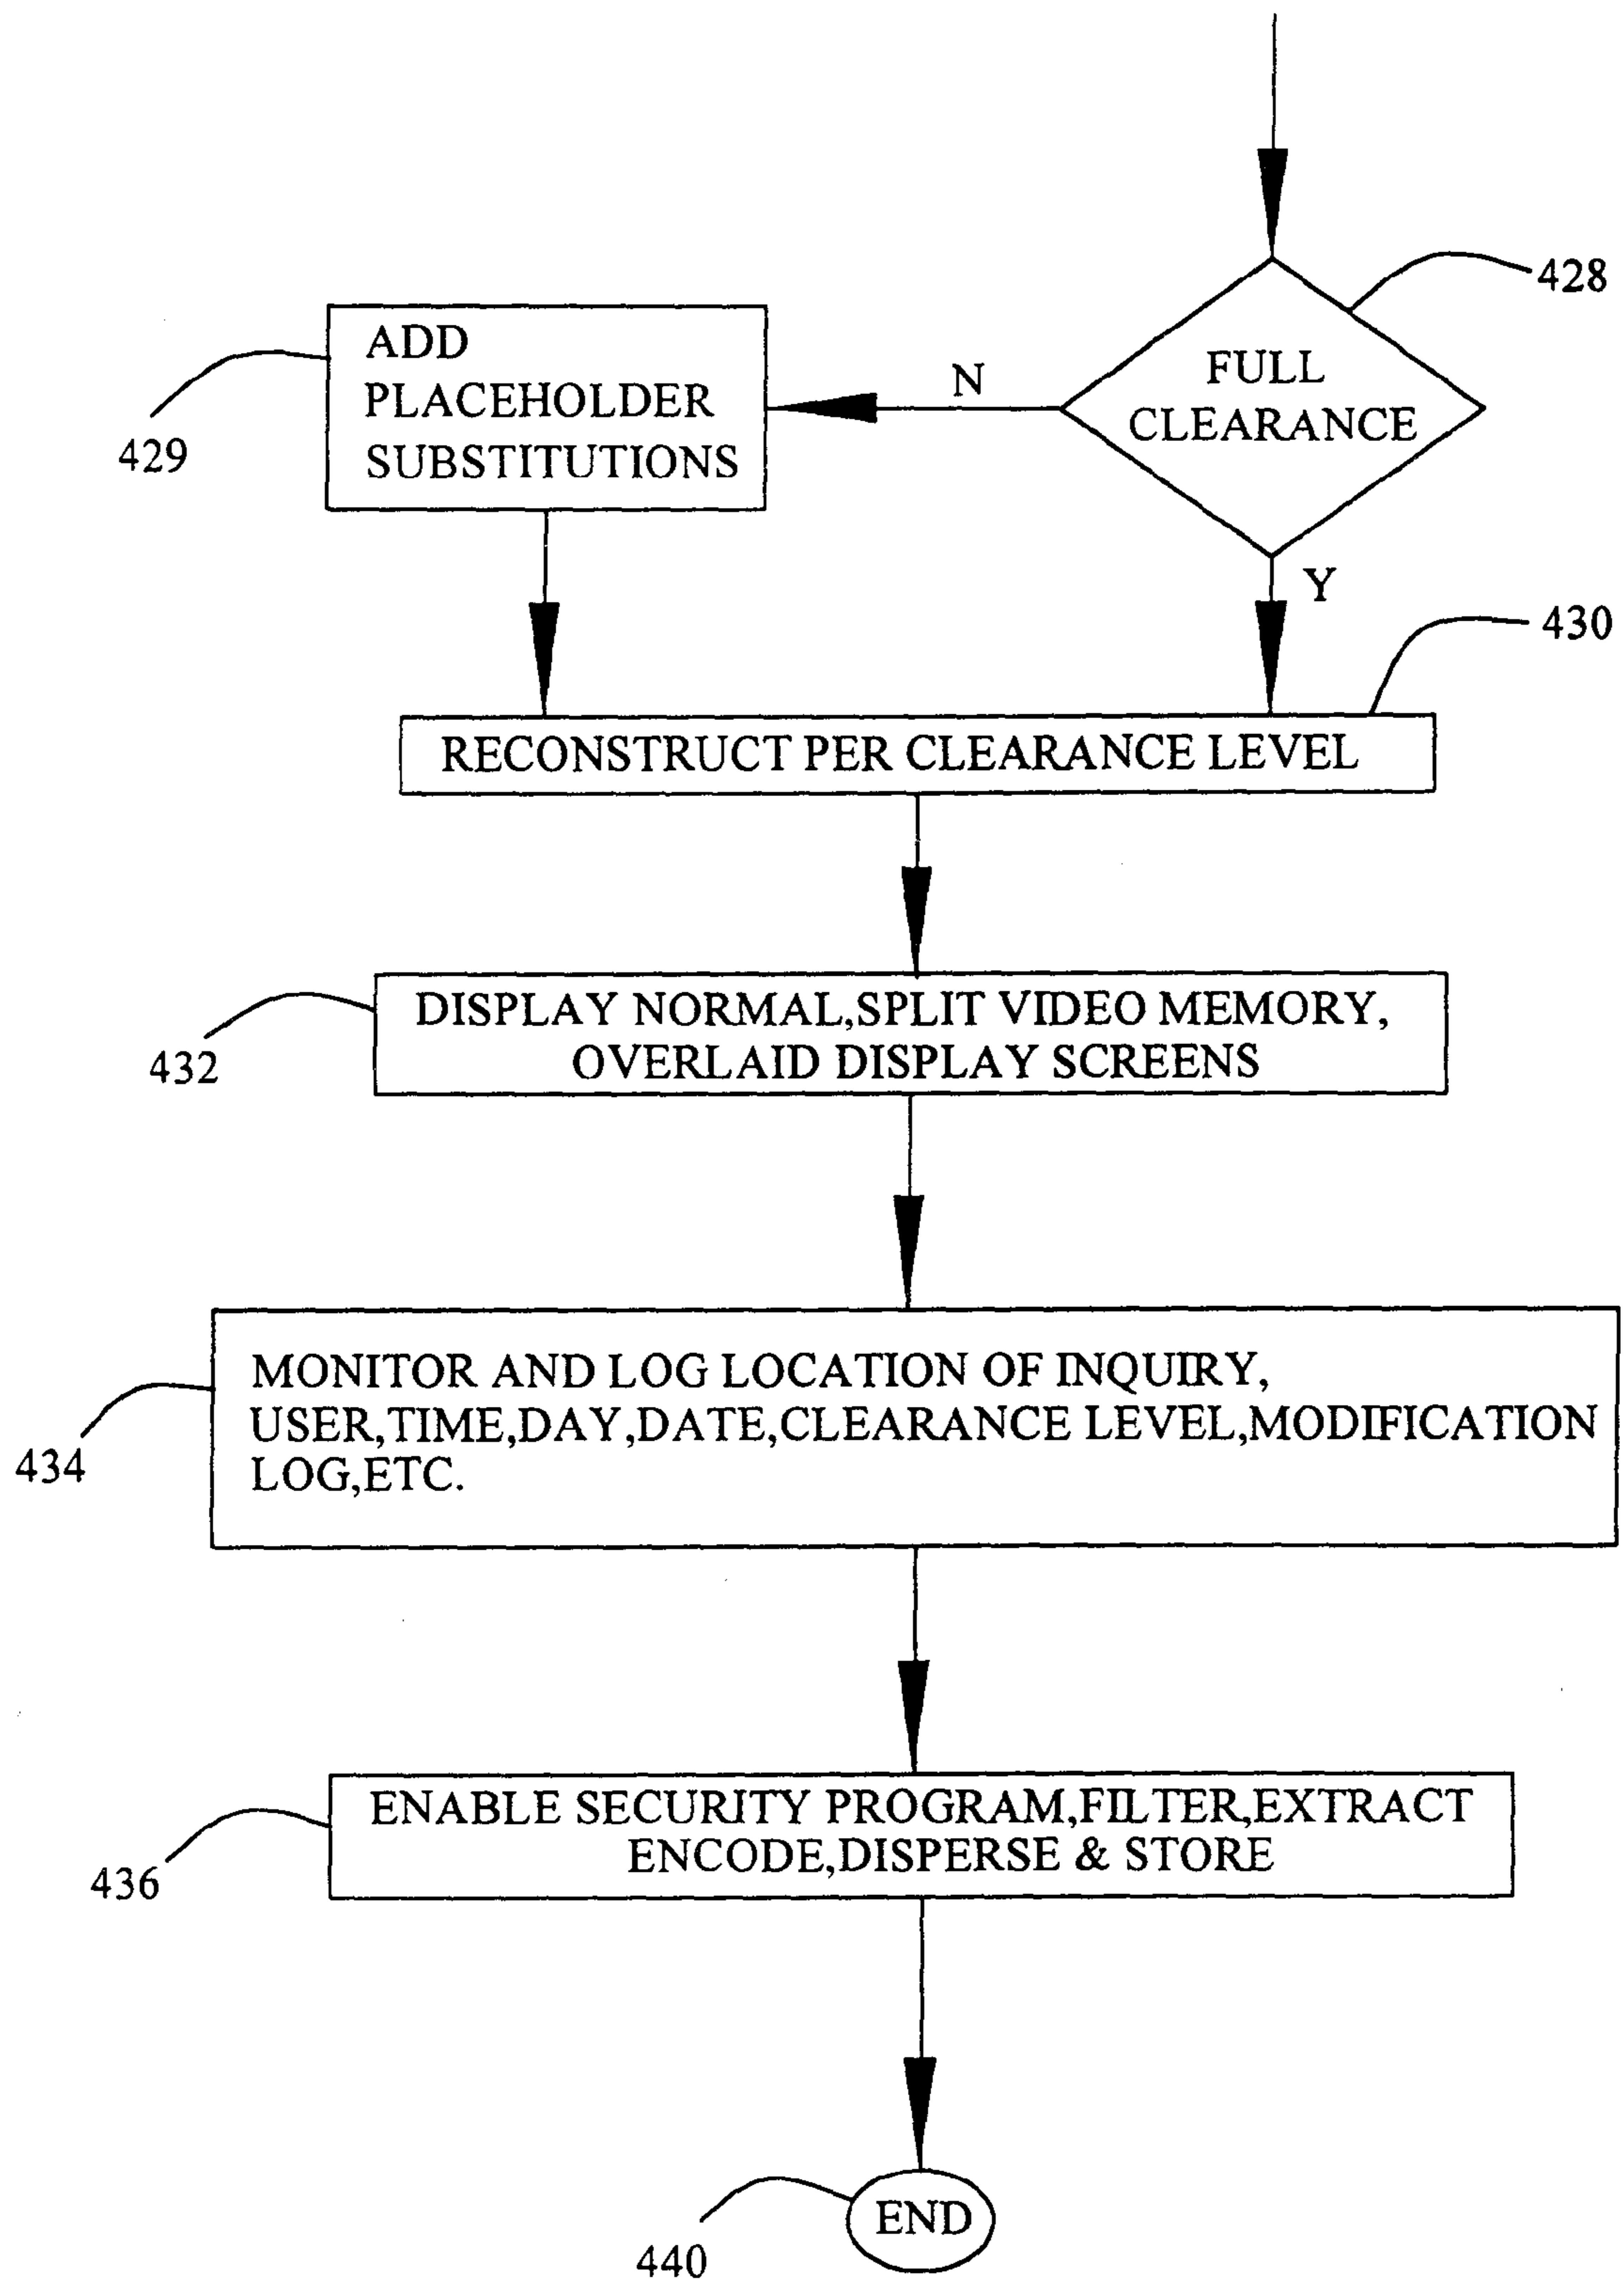 428
FULL
CLEARANCE
N
ADD
PLACEHOLDER
SUBSTITUTIONS
429
Y
430
RECONSTRUCT PER CLEARANCE LEVEL
DISPLAY NORMAL,SPLIT VIDEO MEMORY,
OVERLAID DISPLAY SCREENS
432
MONITOR AND LOG LOCATION OF INQUIRY,
USER,TIME,DAY,DATE,CLEARANCE LEVEL,MODIFICATION
LOG,ETC.
434
ENABLE SECURITY PROGRAM,FILTER,EXTRACT
ENCODE,DISPERSE & STORE
436
END
440